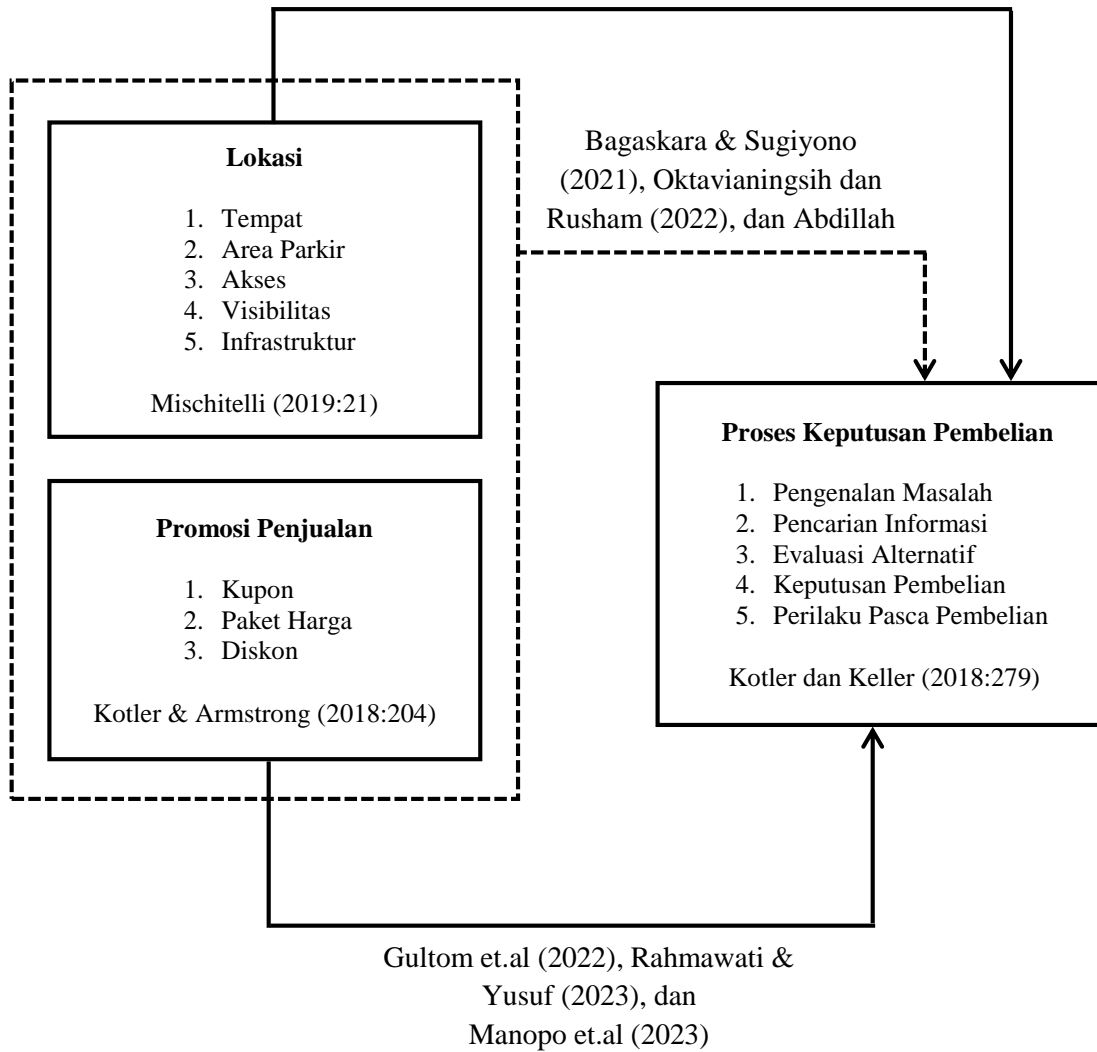 Lokasi
1. Tempat
2. Area Parkir
3. Akses
4. Visibilitas
5. Infrastruktur
Mischitelli (2019:21)
Bagaskara & Sugiyono
(2021), Oktavianingsih dan
Rusham (2022), dan Abdillah
Promosi Penjualan
1. Kupon
2. Paket Harga
3. Diskon
Kotler & Armstrong (2018:204)
Proses Keputusan Pembelian
1. Pengenalan Masalah
2. Pencarian Informasi
3. Evaluasi Alternatif
4. Keputusan Pembelian
5. Perilaku Pasca Pembelian
Kotler dan Keller (2018:279)
Gultom et.al (2022), Rahmawati &
Yusuf (2023), dan
Manopo et.al (2023)